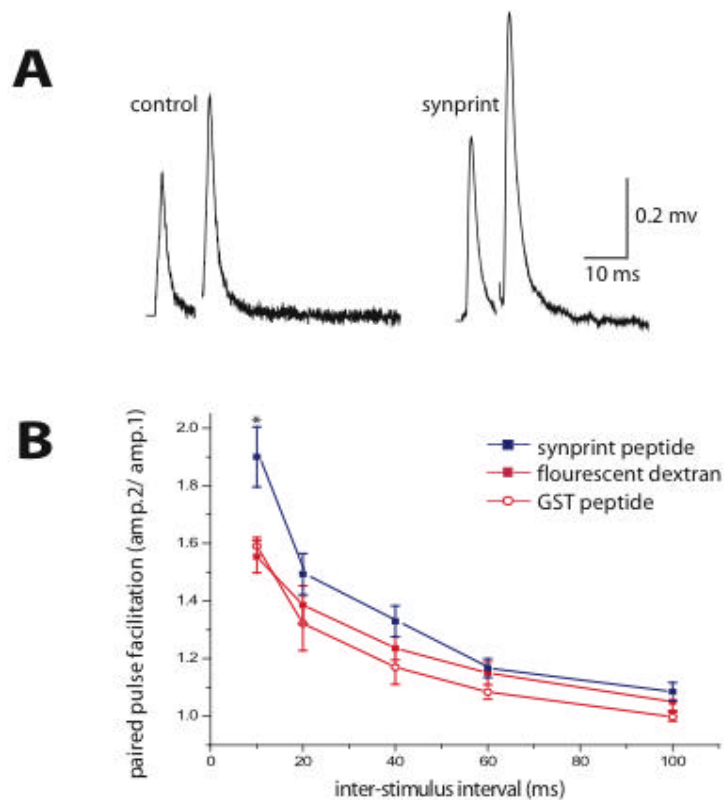 A
control
synprint
0.2 mv
10 ms
B
paired pulse facilitation (amp.2/ amp.1)
2.0
1.8
1.6
1.4
1.2
1.0
*
synprint peptide
flourescent dextran
GST peptide
0
20
40
60
80
100
inter-stimulus interval (ms)